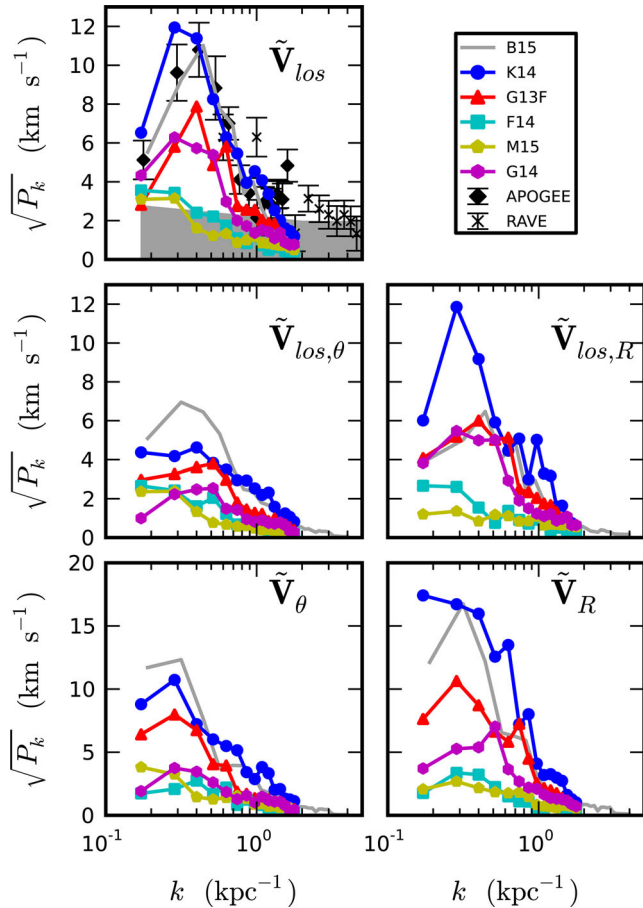 12
10
8
6
4
2
0
√P_k (km s⁻¹)
Ṽ_los
B15
K14
G13F
F14
M15
G14
APOGEE
RAVE
12
10
8
6
4
2
0
√P_k (km s⁻¹)
Ṽ_los,θ
Ṽ_los,R
20
15
10
5
0
√P_k (km s⁻¹)
Ṽ_θ
Ṽ_R
10⁻¹ 10⁰ 10⁻¹ 10⁰
k (kpc⁻¹) k (kpc⁻¹)